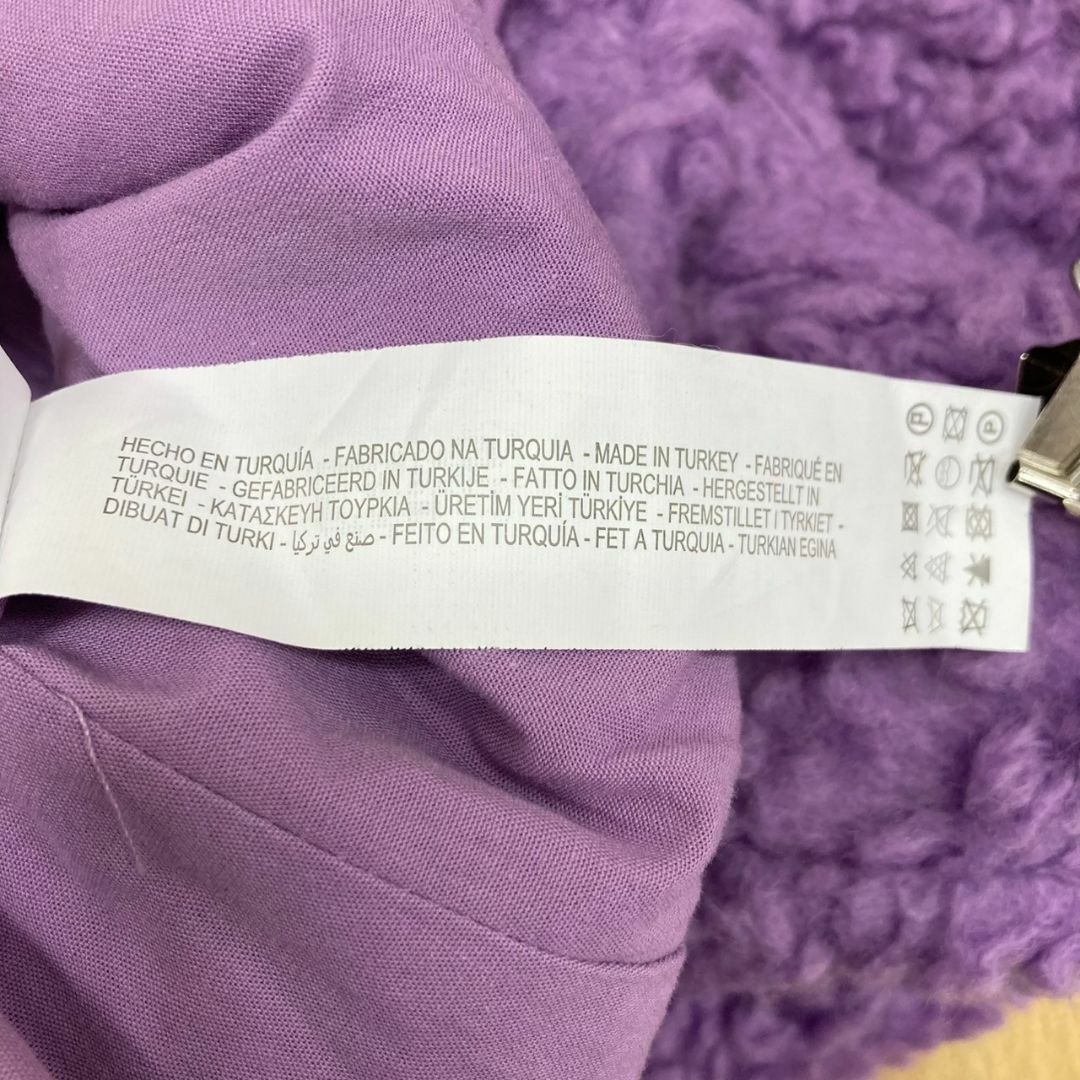 HECHO EN TURQUÍA - FABRICADO NA TURQUIA - MADE IN TURKEY - FABRIQUÉ EN
TURQUIE - GEFABRICEERD IN TURKIJE - FATTO IN TURCHIA - HERGESTELLT IN
TÜRKEI - ΚΑΤΑΣΚΕΥΗ ΤΟΥΡΚΙΑ - ÜRETİM YERİ TÜRKİYE - FREMSTILLET I TYRKIET -
DIBUAT DI TURKI - صنع في تركيا - FEITO EN TURQUÍA - FET A TURQUIA - TURKIAN EGINA
P P